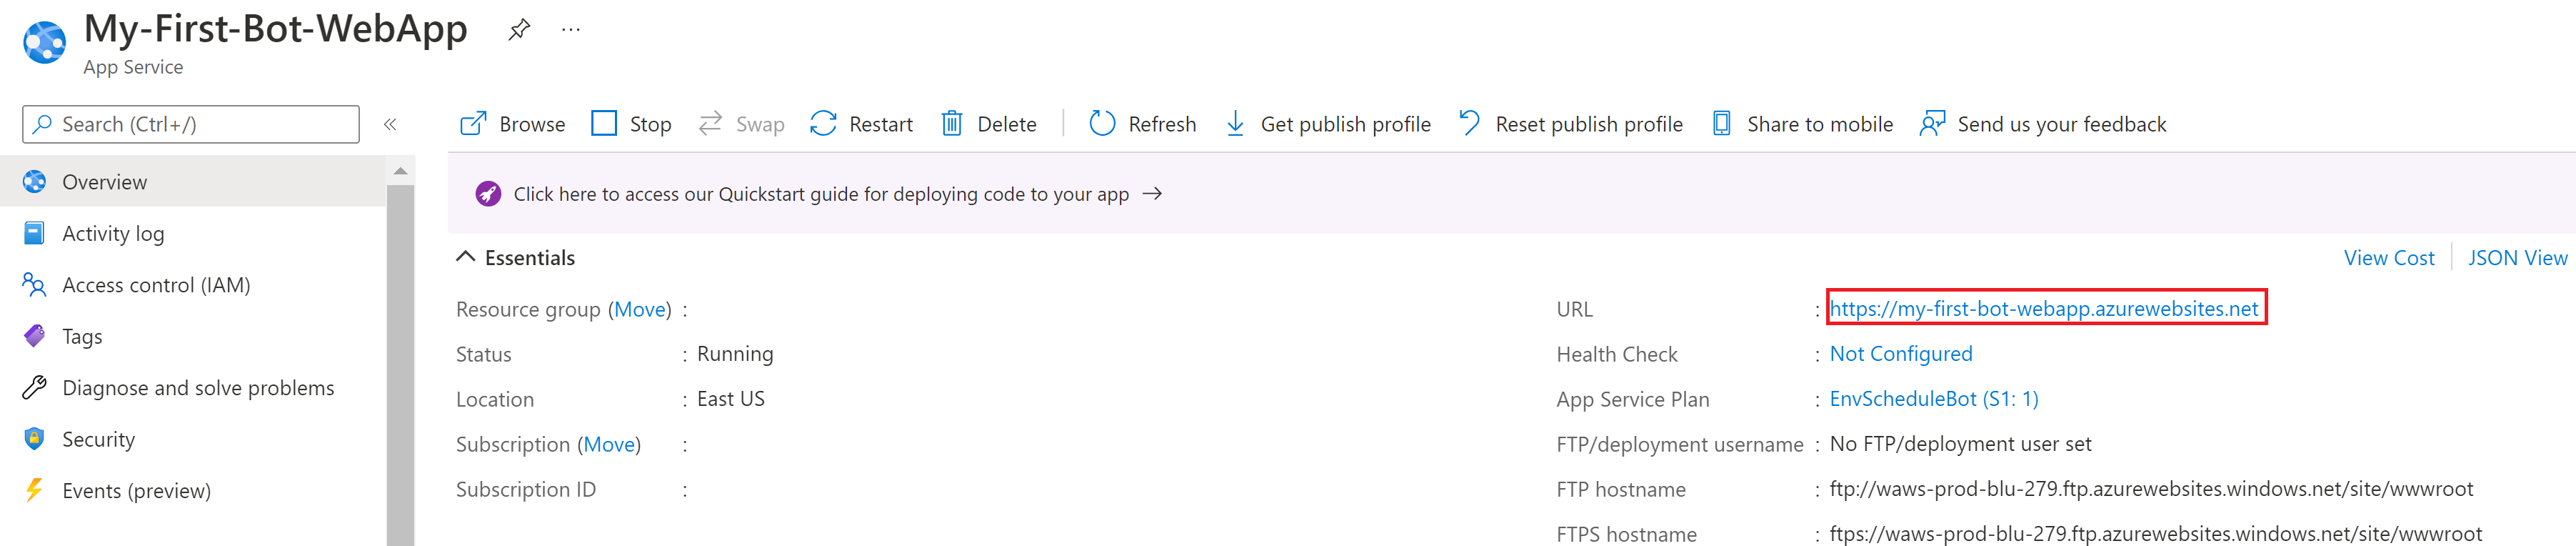 My-First-Bot-WebApp
App Service
Search (Ctrl+/)
Browse Stop Swap Restart Delete Refresh Get publish profile Reset publish profile Share to mobile Send us your feedback
Overview
Activity log
Access control (IAM)
Tags
Diagnose and solve problems
Security
Events (preview)
Click here to access our Quickstart guide for deploying code to your app
Essentials
View Cost JSON View
Resource group (Move) :
Status : Running
Location : East US
Subscription (Move) :
Subscription ID :
URL : https://my-first-bot-webapp.azurewebsites.net
Health Check : Not Configured
App Service Plan : EnvScheduleBot (S1: 1)
FTP/deployment username : No FTP/deployment user set
FTP hostname : ftp://waws-prod-blu-279.ftp.azurewebsites.windows.net/site/wwwroot
FTPS hostname : ftps://waws-prod-blu-279.ftp.azurewebsites.windows.net/site/wwwroot